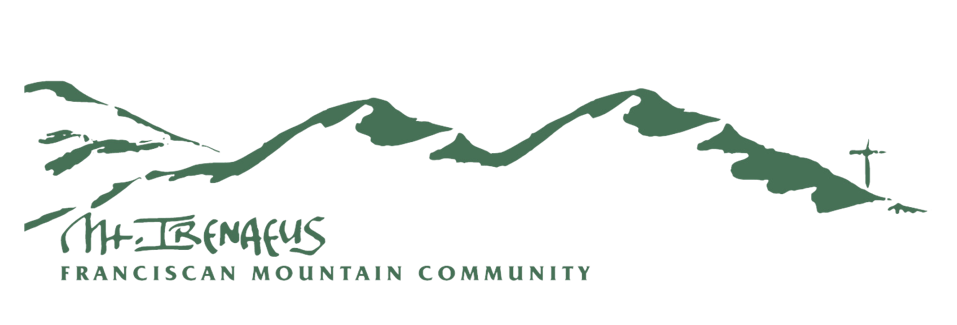 Mt. IRENAEUS
FRANCISCAN MOUNTAIN COMMUNITY